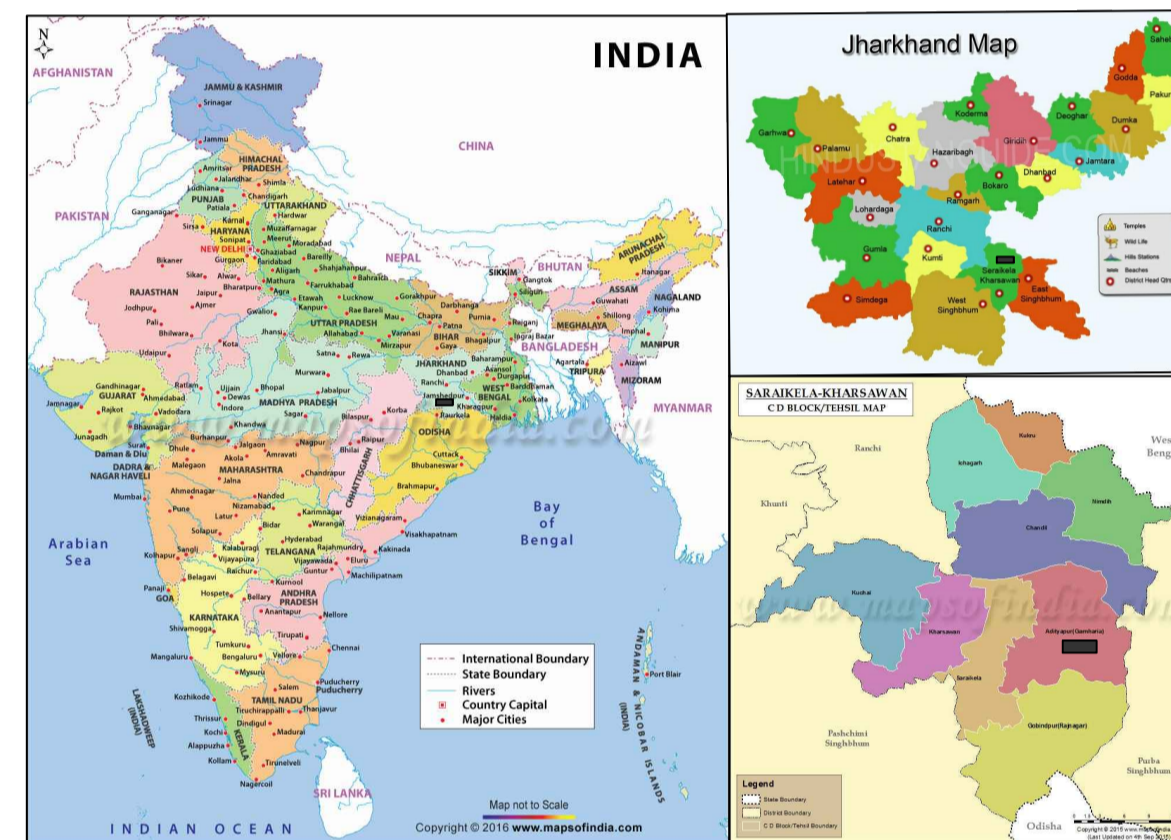 N
INDIA
AFGHANISTAN
JAMMU & KASHMIR
Srinagar
Jammu
CHINA
HIMACHAL
PRADESH
Amritsar
Jalandhar
Ludhiana
Shimla
PUNJAB
Chandigarh
Patiala
UTTARAKHAND
PAKISTAN
Ganganagar
Hardwar
Karnal
Sirsa
HARYANA
Muzaffarnagar
Sonipat
Meerut
NEW DELHI
Moradabad
Ghaziabad
Gurgaon
Faridabad
Bareilly
NEPAL
ARUNACHAL
PRADESH
Bikaner
Aligarh
Shahjahanpur
SIKKIM
BHUTAN
Itanagar
Sikar
Alwar
Mathura
Bahraich
Gangtok
RAJASTHAN
Bharatpur
Agra
Farrukhabad
Siliguri
ASSAM
Jaipur
Etawah
Lucknow
Gorakhpur
Guwahati
NAGALAND
Jodhpur
Ajmer
Kanpur
Rae Bareli
Darbhanga
Kohima
Gwalior
Chapra
Purnia
Shillong
Pali
UTTAR PRADESH
Mau
Patna
Raiganj
MEGHALAYA
Bhilwara
Jhansi
Allahabad
Varanasi
BIHAR
Bhagalpur
Imphal
Kota
Mirzapur
Gaya
BANGLADESH
MANIPUR
Udaipur
Satna
Rewa
Baharampur
Agartala
Aizawl
JHARKHAND
TRIPURA
Murwara
Dhanbad
Asansol
Durgapur
MIZORAM
Gandhinagar
Ratlam
Ujjain
Bhopal
Jabalpur
Ranchi
WEST
BENGAL
Barddhaman
GUJARAT
Ahmedabad
Dewas
Jamshedpur
Kolkata
MYANMAR
Jamnagar
Indore
MADHYA PRADESH
Korba
Kharagpur
Rajkot
Vadodara
Sagar
Bilaspur
Raurkela
Haldia
Bhavnagar
Khandwa
ODISHA
Junagadh
Surat
Burhanpur
Nagpur
Raipur
Daman & Diu
Dhule
Jalgaon
Amravati
Bhilai
Akola
Cuttack
DADRA &
NAGAR HAVELI
Malegaon
MAHARASHTRA
Chandrapur
Bhubaneswar
Jalna
CHHATTISGARH
Mumbai
Ahmednagar
Nanded
Brahmapur
Pune
Nizamabad
Karimnagar
Bay
of
Bengal
Latur
Warangal
Vizianagaram
Bidar
Solapur
Hyderabad
Visakhapatnam
Arabian
Sea
Sangli
Kalaburagi
Rajahmundry
Kakinada
Kolhapur
Vijayapura
TELANGANA
Vijayawada
Eluru
Raichur
Guntur
Machilipatnam
Belagavi
Kurnool
Panaji
GOA
Hospete
Bellary
ANDHRA
PRADESH
KARNATAKA
Anantapur
Nellore
Shivamogga
Tirupati
Tumkuru
Chennai
Mangaluru
Bengaluru
Vellore
Mysuru
Puducherry
Puducherry
Kozhikode
Salem
TAMIL NADU
Tiruchirappalli
Thanjavur
Thrissur
Dindigul
Kochi
KERALA
Madurai
Alappuzha
Kollam
Tirunelveli
Nagercoil
LAKSHADWEEP
(INDIA)
SRI LANKA
INDIAN OCEAN
ANDAMAN & NICOBAR ISLANDS
(INDIA)
Port Blair
International Boundary
State Boundary
Rivers
Country Capital
Major Cities
Map not to Scale
Copyright © 2016 www.mapsofindia.com
www.mapsofindia.com
Jharkhand Map
Godda
Koderma
Deoghar
Dumka
Garhwa
Chatra
Palamu
Giridih
Hazaribagh
Jamtara
Latehar
Bokaro
Dhanbad
Ramgarh
Lohardaga
Ranchi
Gumla
Kumti
Seraikela
Kharsawan
East
Singhbhum
Simdega
West
Singhbhum
Temples
Wild Life
Hills Stations
Beaches
SARAIKELA-KHARSAWAN
C D BLOCK/TEHSIL MAP
Kukru
Ranchi
Ichagarh
Khunti
Nimdih
Chandil
Kuchai
Kharsawan
Adityapur(Gamharia)
Saraikela
Gobindpur(Rajnagar)
Pashchimi
Singhbhum
Purba
Singhbhum
Odisha
Legend
State Boundary
District Boundary
C D Block/Tehsil Boundary